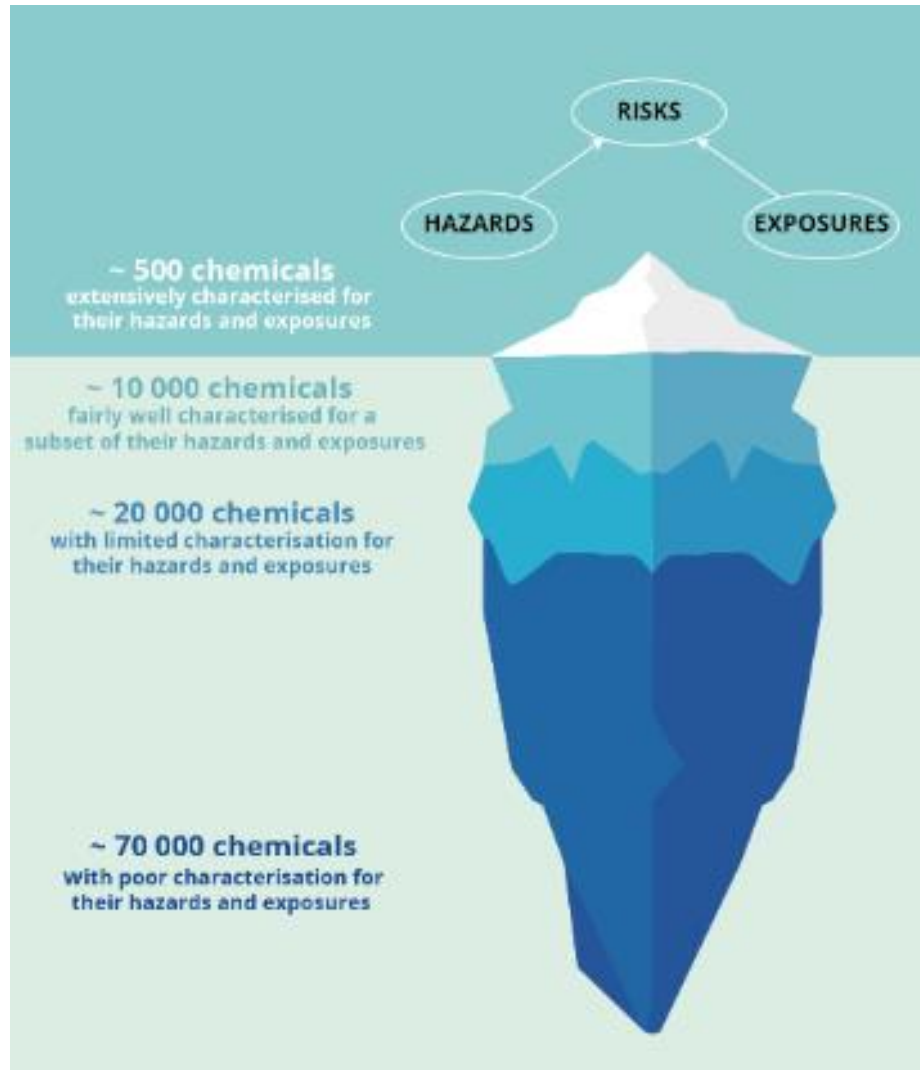 RISKS
HAZARDS
EXPOSURES
~ 500 chemicals
extensively characterised for
their hazards and exposures
~ 10 000 chemicals
fairly well characterised for a
subset of their hazards and exposures
~ 20 000 chemicals
with limited characterisation for
their hazards and exposures
~ 70 000 chemicals
with poor characterisation for
their hazards and exposures